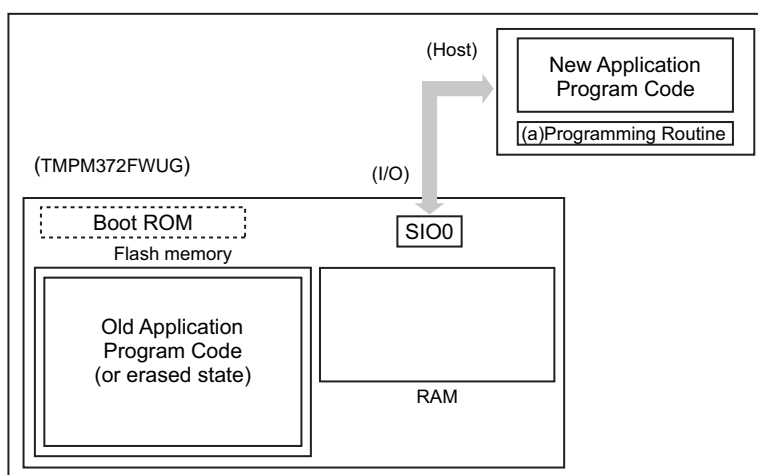 (Host)
New Application
Program Code
(a)Programming Routine
(TMPM372FWUG)
(I/O)
Boot ROM
SIO0
Flash memory
Old Application
Program Code
(or erased state)
RAM